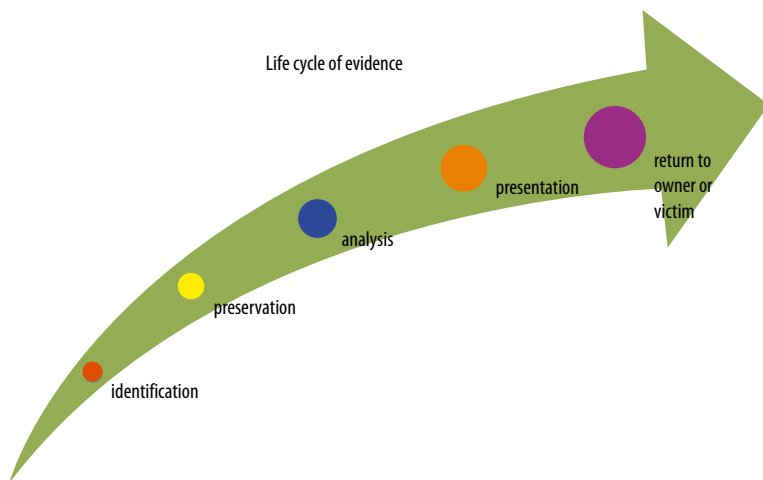 Life cycle of evidence
return to
owner or
victim
presentation
analysis
preservation
identification